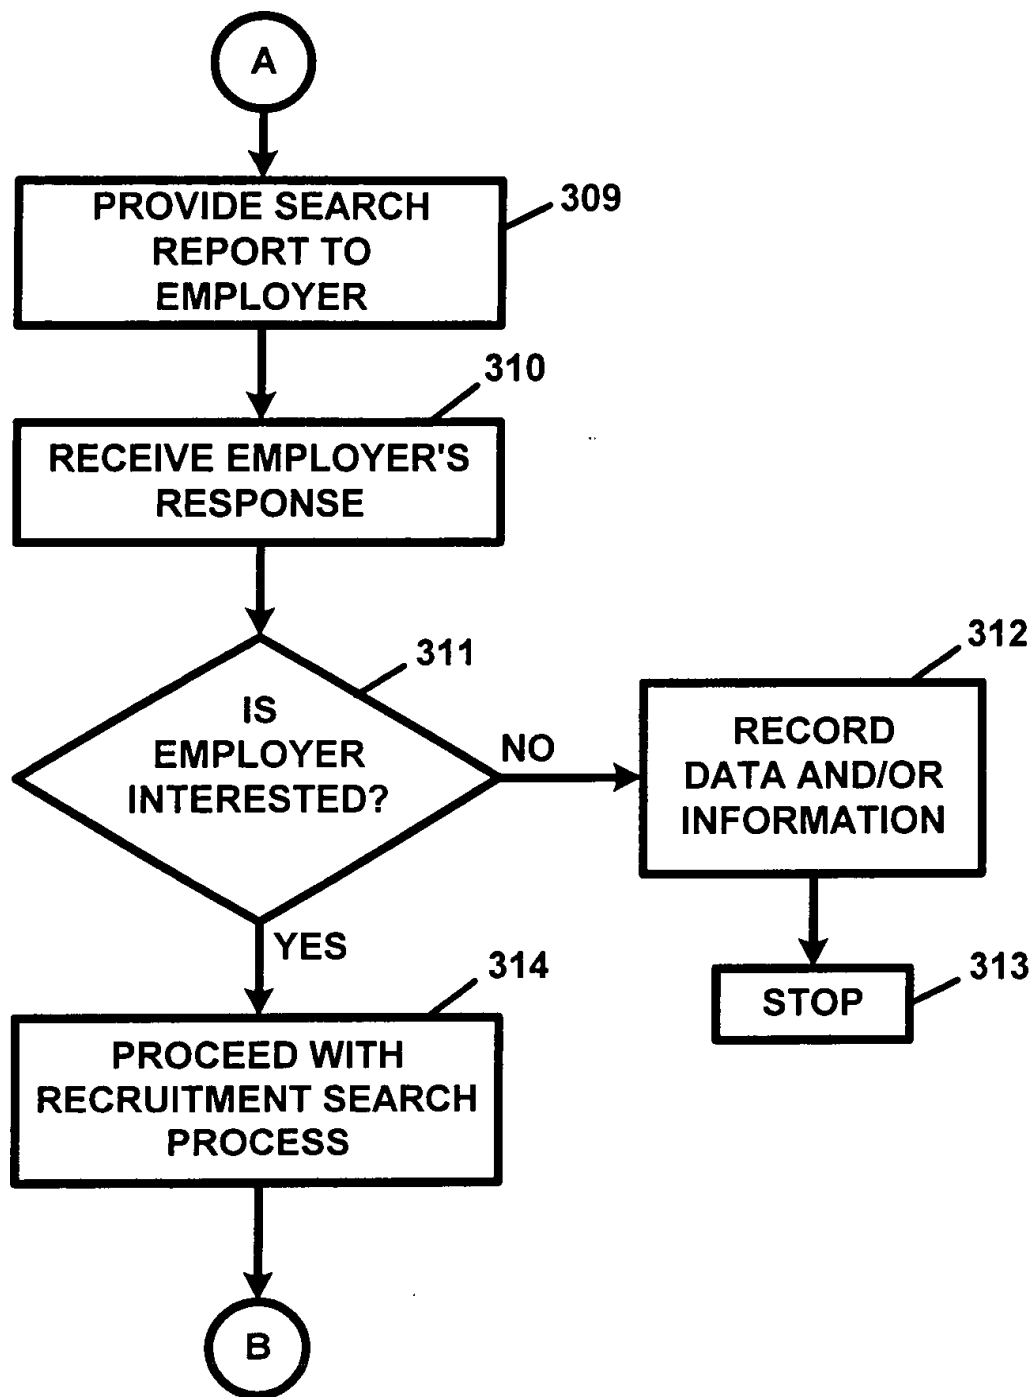 A
PROVIDE SEARCH
REPORT TO
EMPLOYER
309
310
RECEIVE EMPLOYER'S
RESPONSE
311
IS
EMPLOYER
INTERESTED?
NO
312
RECORD
DATA AND/OR
INFORMATION
YES
313
STOP
314
PROCEED WITH
RECRUITMENT SEARCH
PROCESS
B